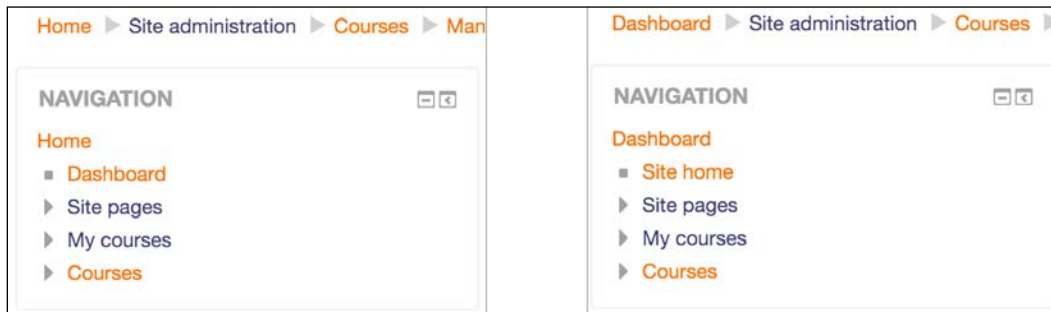 Home Site administration Courses Man
NAVIGATION
Home
Dashboard
Site pages
My courses
Courses
Dashboard Site administration Courses
NAVIGATION
Dashboard
Site home
Site pages
My courses
Courses